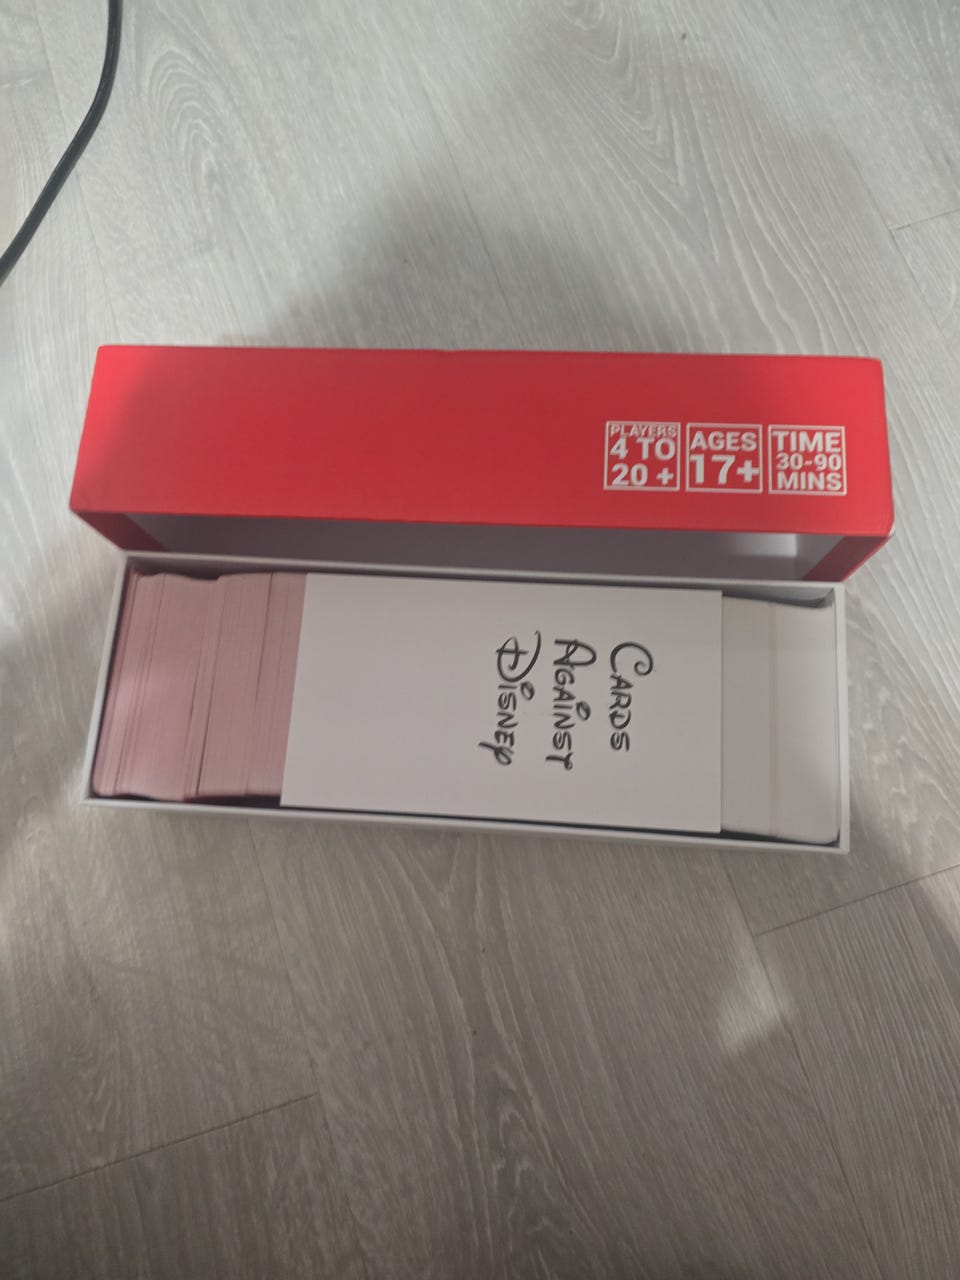 PLAYERS
4 TO
20 +
AGES
17+
TIME
30-90
MINS
CARDS
AGAINST
DISNEY